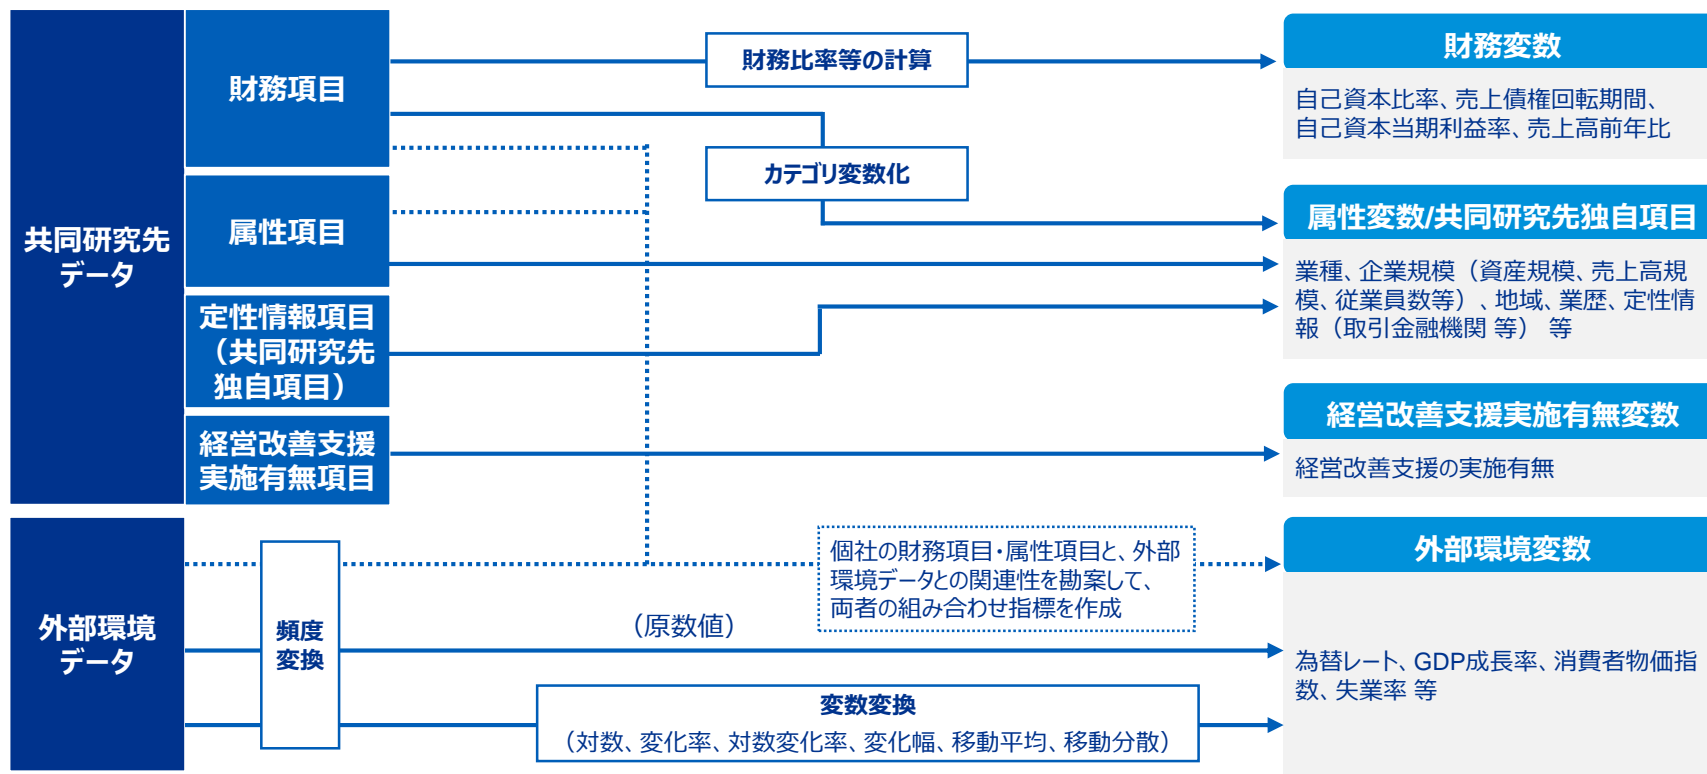 共同研究先
データ
財務項目
属性項目
定性情報項目
（共同研究先
独自項目）
経営改善支援
実施有無項目
外部環境
データ
財務比率等の計算
カテゴリ変数化
頻度
変換
（原数値）
個社の財務項目・属性項目と、外部
環境データとの関連性を勘案して、
両者の組み合わせ指標を作成
変数変換
（対数、変化率、対数変化率、変化幅、移動平均、移動分散）
財務変数
自己資本比率、売上債権回転期間、
自己資本当期利益率、売上高前年比
属性変数/共同研究先独自項目
業種、企業規模（資産規模、売上高規
模、従業員数等）、地域、業歴、定性情
報（取引金融機関 等） 等
経営改善支援実施有無変数
経営改善支援の実施有無
外部環境変数
為替レート、GDP成長率、消費者物価指
数、失業率 等